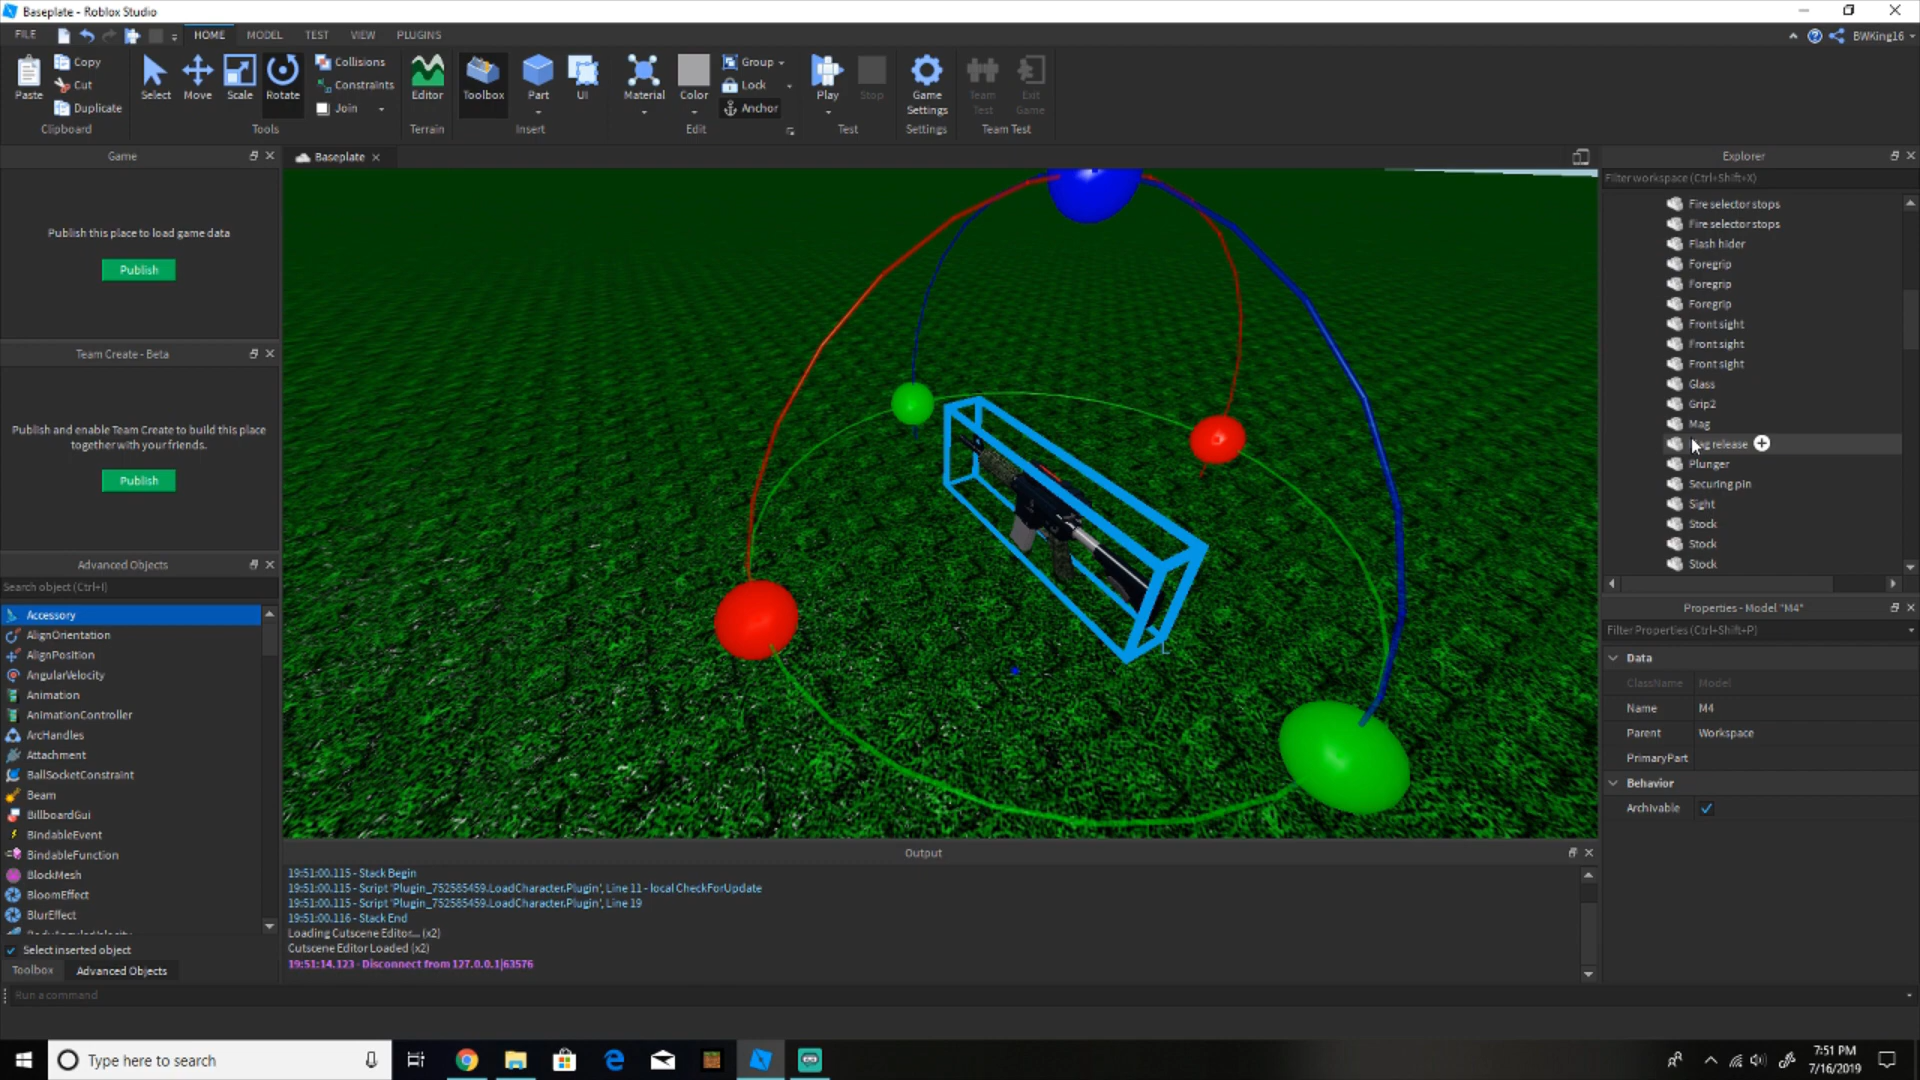 Baseplate - Roblox Studio
FILE HOME MODEL TEST VIEW PLUGINS
BWKing16
Paste
Copy
Cut
Duplicate
Clipboard
Select
Move
Scale
Rotate
Collisions
Constraints
Join
Tools
Editor
Terrain
Toolbox
Part
UI
Insert
Material
Color
Group
Lock
Anchor
Edit
Play
Stop
Test
Game
Settings
Settings
Team
Test
Exit
Game
Team Test
Game
Publish this place to load game data
Publish
Team Create - Beta
Publish and enable Team Create to build this place
together with your friends.
Publish
Advanced Objects
Search object (Ctrl+I)
Accessory
AlignOrientation
AlignPosition
AngularVelocity
Animation
AnimationController
ArcHandles
Attachment
BallSocketConstraint
Beam
BillboardGui
BindableEvent
BindableFunction
BlockMesh
BloomEffect
BlurEffect
BodyAngularVelocity
Select inserted object
Toolbox
Advanced Objects
Run a command
Baseplate
L
Output
19:51:00.115 - Stack Begin
19:51:00.115 - Script 'Plugin_752585459.LoadCharacter.Plugin', Line 11 - local CheckForUpdate
19:51:00.115 - Script 'Plugin_752585459.LoadCharacter.Plugin', Line 19
19:51:00.116 - Stack End
Loading Cutscene Editor... (x2)
Cutscene Editor Loaded (x2)
19:51:14.123 - Disconnect from 127.0.0.1|63576
Explorer
Filter workspace (Ctrl+Shift+X)
Fire selector stops
Fire selector stops
Flash hider
Foregrip
Foregrip
Foregrip
Front sight
Front sight
Front sight
Glass
Grip2
Mag
release
Plunger
Securing pin
Sight
Stock
Stock
Stock
Properties - Model "M4"
Filter Properties (Ctrl+Shift+P)
Data
ClassName Model
Name M4
Parent Workspace
PrimaryPart
Behavior
Archivable
Type here to search
7:51 PM
7/16/2019